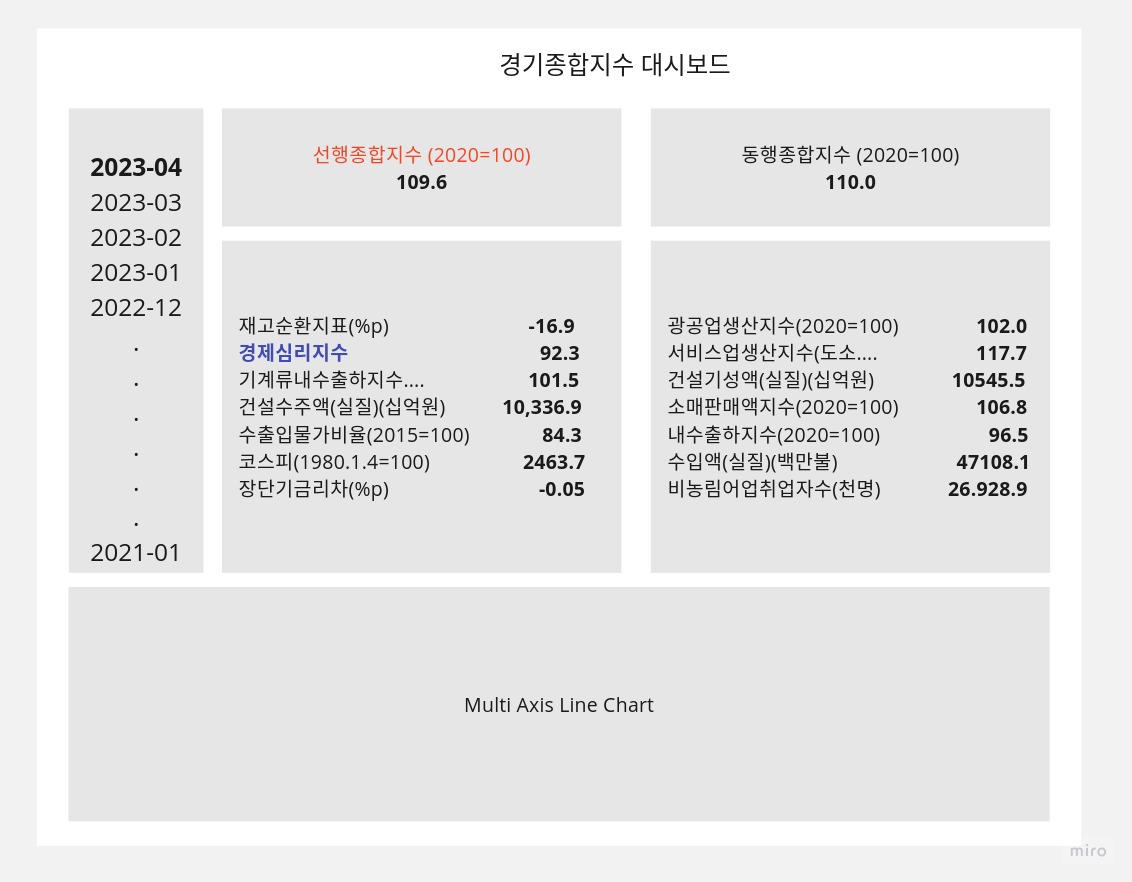 경기종합지수 대시보드
2023-04
2023-03
2023-02
2023-01
2022-12
.
.
.
.
.
.
2021-01
선행종합지수 (2020=100)
109.6
동행종합지수 (2020=100)
110.0
재고순환지표(%p) -16.9
경제심리지수 92.3
기계류내수출하지수.... 101.5
건설수주액(실질)(십억원) 10,336.9
수출입물가비율(2015=100) 84.3
코스피(1980.1.4=100) 2463.7
장단기금리차(%p) -0.05
광공업생산지수(2020=100) 102.0
서비스업생산지수(도소.... 117.7
건설기성액(실질)(십억원) 10545.5
소매판매액지수(2020=100) 106.8
내수출하지수(2020=100) 96.5
수입액(실질)(백만불) 47108.1
비농림어업취업자수(천명) 26.928.9
Multi Axis Line Chart
miro